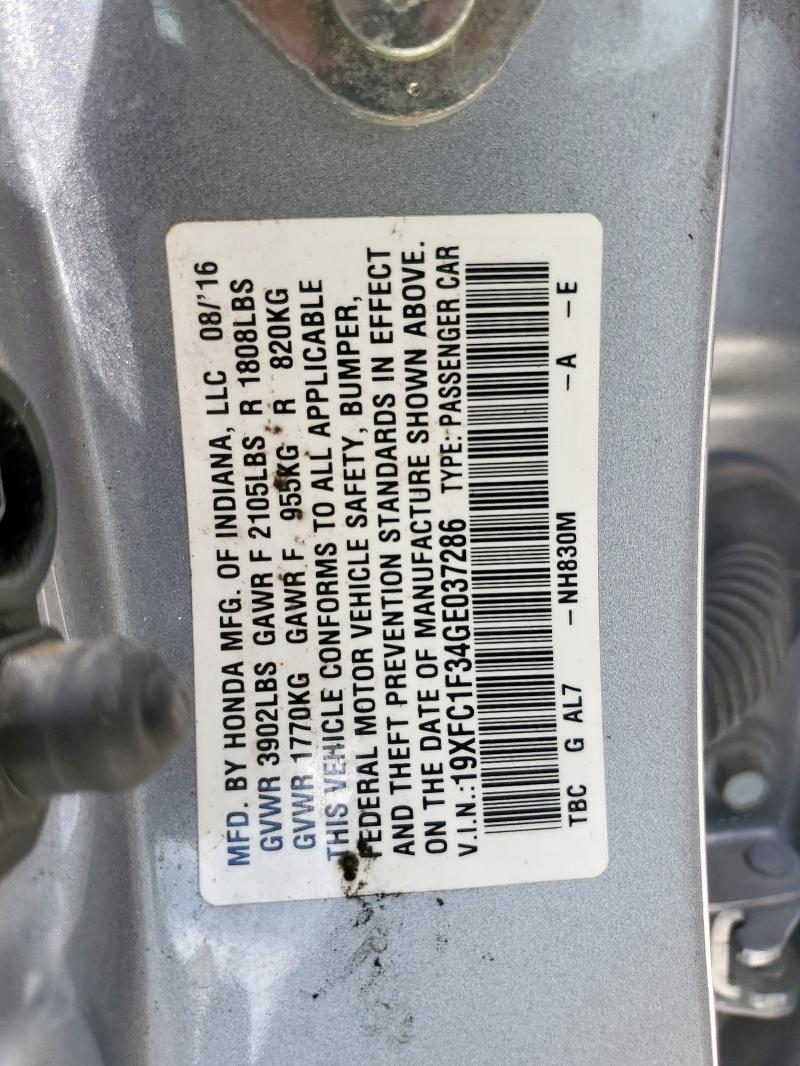 MFD. BY HONDA MFG. OF INDIANA, LLC 08/'16
GVWR 3902LBS GAWR F 2105LBS R 1808LBS
GVWR 1770KG GAWR F 955KG R 820KG
THIS VEHICLE CONFORMS TO ALL APPLICABLE
FEDERAL MOTOR VEHICLE SAFETY, BUMPER,
AND THEFT PREVENTION STANDARDS IN EFFECT
ON THE DATE OF MANUFACTURE SHOWN ABOVE.
V.I.N.:19XFC1F34GE037286 TYPE: PASSENGER CAR
TBC G AL7 –NH830M –A –E